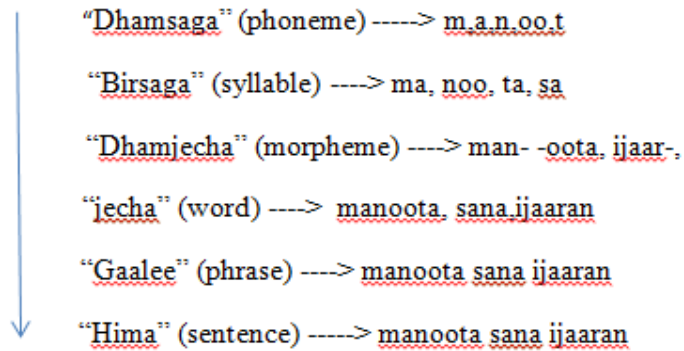 “Dhamsaga” (phoneme) -----> m,a,n,oo,t
“Birsaga” (syllable) ----> ma, noo, ta, sa
“Dhamjecha” (morpheme) ----> man- -oota, ijaar-,
“jecha” (word) ----> manoota, sana,ijaaran
“Gaalee” (phrase) ----> manoota sana ijaaran
“Hima” (sentence) -----> manoota sana ijaaran